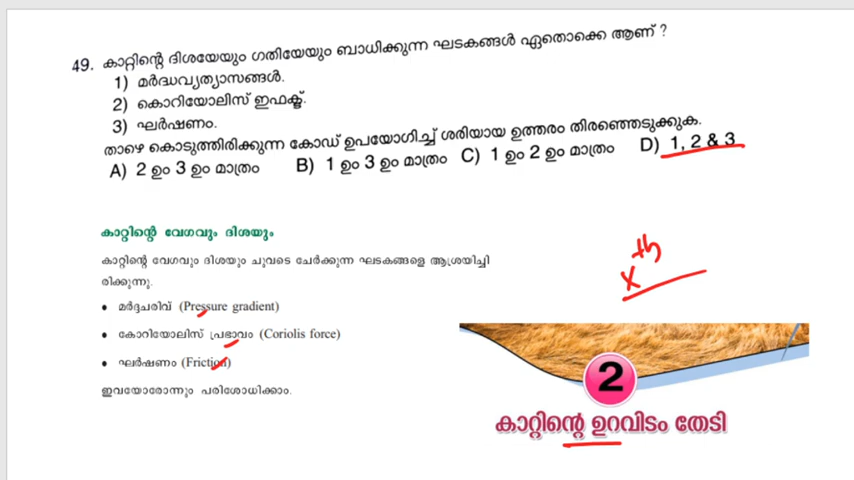 49. കാറ്റിന്റെ ദിശയേയും ഗതിയേയും ബാധിക്കുന്ന ഘടകങ്ങൾ ഏതൊക്കെ ആണ് ?
1) മർദ്ധവ്യത്യാസങ്ങൾ.
2) കൊറിയോലിസ് ഇഫക്ട്.
3) ഘർഷണം.
താഴെ കൊടുത്തിരിക്കുന്ന കോഡ് ഉപയോഗിച്ച് ശരിയായ ഉത്തരം തിരഞ്ഞെടുക്കുക.
A) 2 ഉം 3 ഉം മാത്രം B) 1 ഉം 3 ഉം മാത്രം C) 1 ഉം 2 ഉം മാത്രം D) 1, 2 & 3
കാറ്റിന്റെ വേഗവും ദിശയും
കാറ്റിന്റെ വേഗവും ദിശയും ചുവടെ ചേർക്കുന്ന ഘടകങ്ങളെ ആശ്രയിച്ചി
രിക്കുന്നു.
• മർദ്ദചരിവ് (Pressure gradient)
• കോറിയോലിസ് പ്രഭാവം (Coriolis force)
• ഘർഷണം (Friction)
ഇവയോരോന്നും പരിശോധിക്കാം.
x th
2
കാറ്റിന്റെ ഉറവിടം തേടി